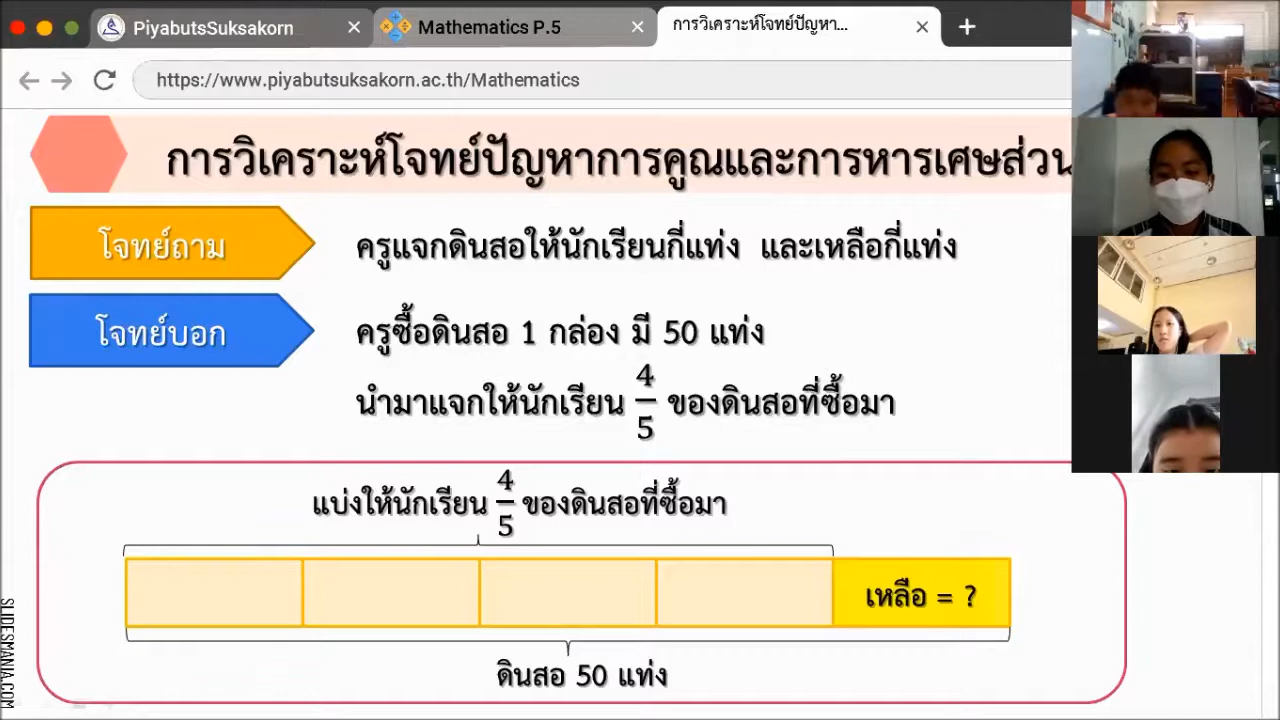 PiyabutsSuksakorn
Mathematics P.5
การวิเคราะห์โจทย์ปัญหา...
https://www.piyabutsuksakorn.ac.th/Mathematics
การวิเคราะห์โจทย์ปัญหาการคูณและการหารเศษส่วน
โจทย์ถาม
ครูแจกดินสอให้นักเรียนกี่แท่ง และเหลือกี่แท่ง
โจทย์บอก
ครูซื้อดินสอ 1 กล่อง มี 50 แท่ง
นำมาแจกให้นักเรียน 4/5 ของดินสอที่ซื้อมา
แบ่งให้นักเรียน 4/5 ของดินสอที่ซื้อมา
เหลือ = ?
ดินสอ 50 แท่ง
SLIDESMANIA.COM